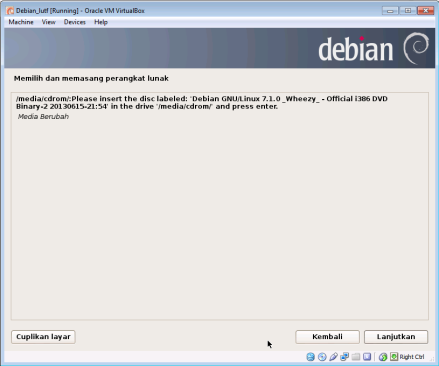 Debian_lutf [Running] - Oracle VM VirtualBox
Machine View Devices Help
debian
Memilih dan memasang perangkat lunak
/media/cdrom/:Please insert the disc labeled: 'Debian GNU/Linux 7.1.0 _Wheezy_ - Official i386 DVD
Binary-2 20130615-21:54' in the drive '/media/cdrom/' and press enter.
Media Berubah
Cuplikan layar Kembali Lanjutkan
Right Ctrl